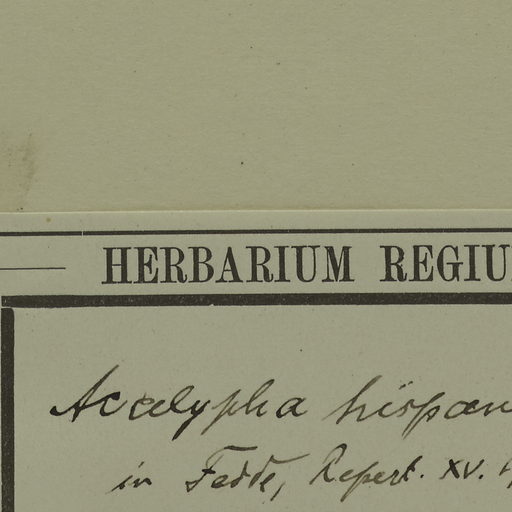 HERBARIUM REGIU
Acalypha hispan
in Fedde, Repert. XV.